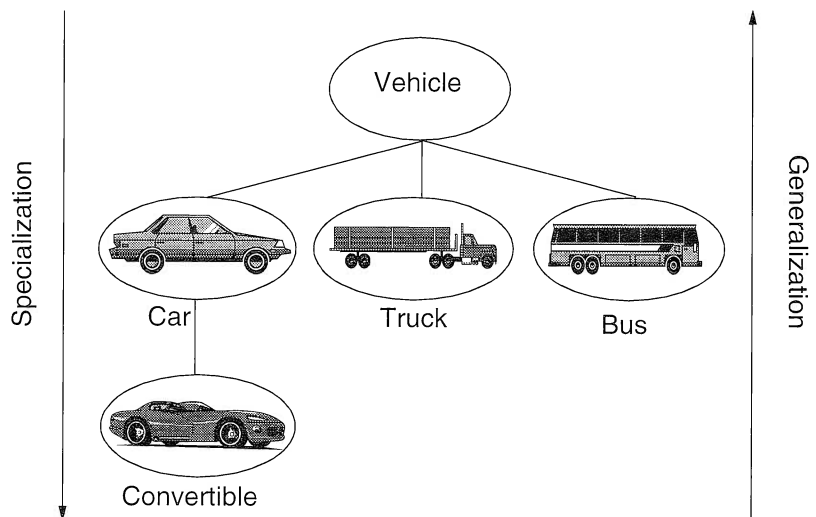 Vehicle
Specialization
Generalization
Car
Truck
Bus
Convertible